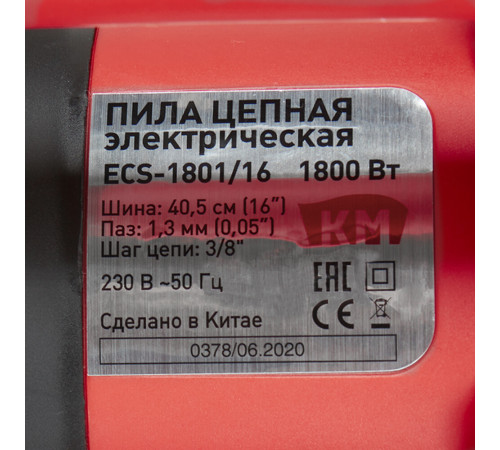 ПИЛА ЦЕПНАЯ
электрическая
ECS-1801/16 1800 Вт
Шина: 40,5 см (16”)
Паз: 1,3 мм (0,05”)
Шаг цепи: 3/8"
КМ
230 В ~50 Гц
EAC
CE
Сделано в Китае
0378/06.2020